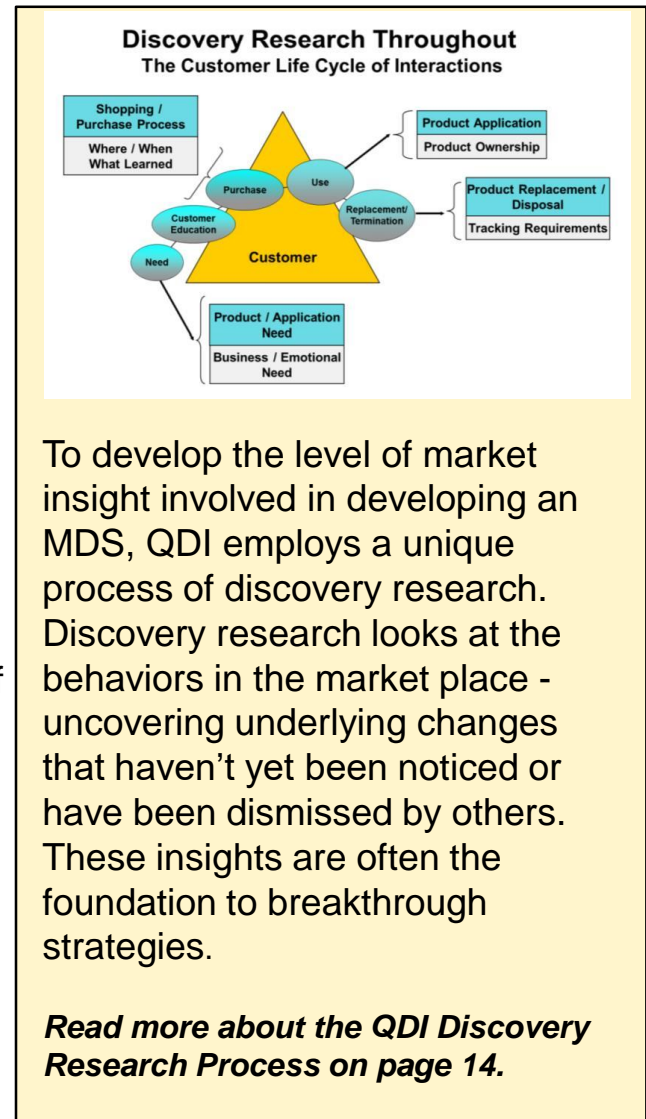 Discovery Research Throughout
The Customer Life Cycle of Interactions
Shopping /
Purchase Process
Where / When
What Learned
Product Application
Product Ownership
Product Replacement /
Disposal
Tracking Requirements
Purchase
Use
Customer
Education
Replacement/
Termination
Need
Customer
Product / Application
Need
Business / Emotional
Need
To develop the level of market
insight involved in developing an
MDS, QDI employs a unique
process of discovery research.
Discovery research looks at the
behaviors in the market place -
uncovering underlying changes
that haven’t yet been noticed or
have been dismissed by others.
These insights are often the
foundation to breakthrough
strategies.
Read more about the QDI Discovery
Research Process on page 14.